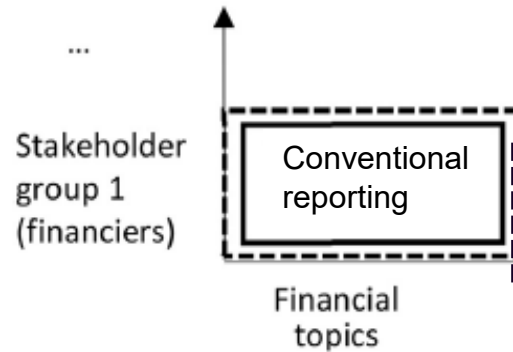 ...
Stakeholder
group 1
(financiers)
Conventional
reporting
Financial
topics